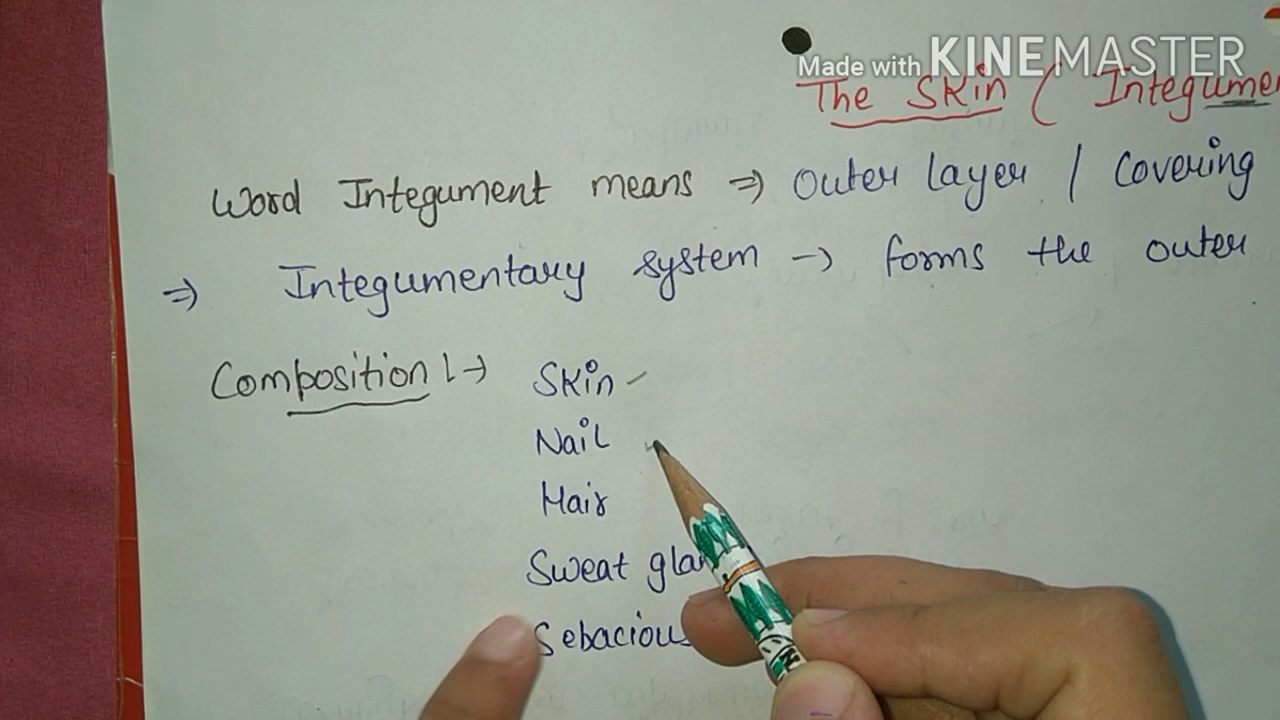 Made with KINEMASTER
The Skin ( Integume
Word Integument means ⇒ Outer layer / Covering
⇒ Integumentary system → forms the outer
Composition :→ Skin
Nail
Hair
Sweat gla
Sebaciou